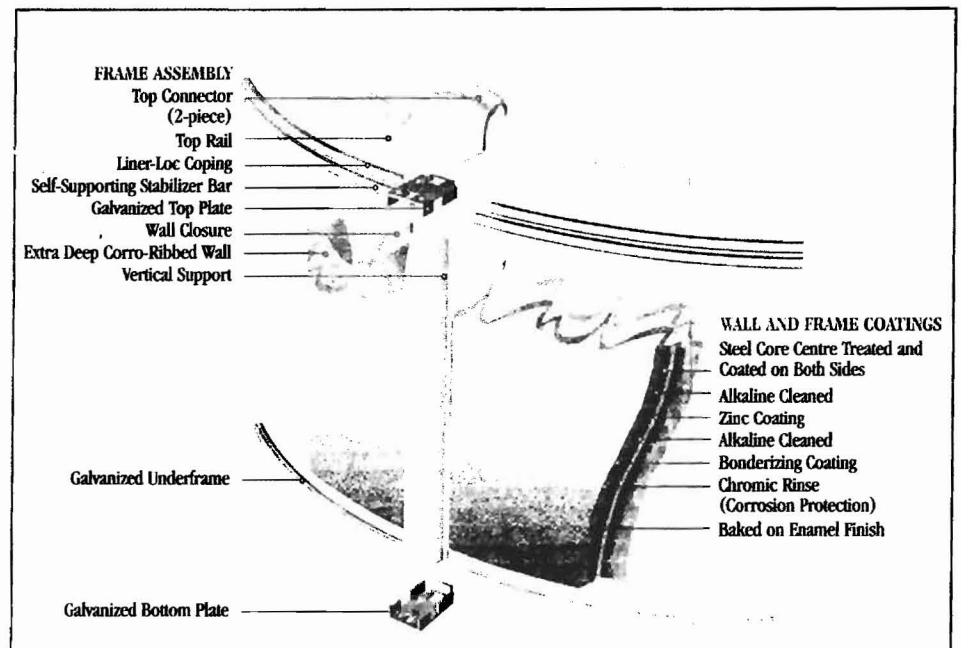 FRAME ASSEMBLY
Top Connector
(2-piece)
Top Rail
Liner-Loc Coping
Self-Supporting Stabilizer Bar
Galvanized Top Plate
Wall Closure
Extra Deep Corro-Ribbed Wall
Vertical Support
Galvanized Underframe
Galvanized Bottom Plate
WALL AND FRAME COATINGS
Steel Core Centre Treated and
Coated on Both Sides
Alkaline Cleaned
Zinc Coating
Alkaline Cleaned
Bonderizing Coating
Chromic Rinse
(Corrosion Protection)
Baked on Enamel Finish